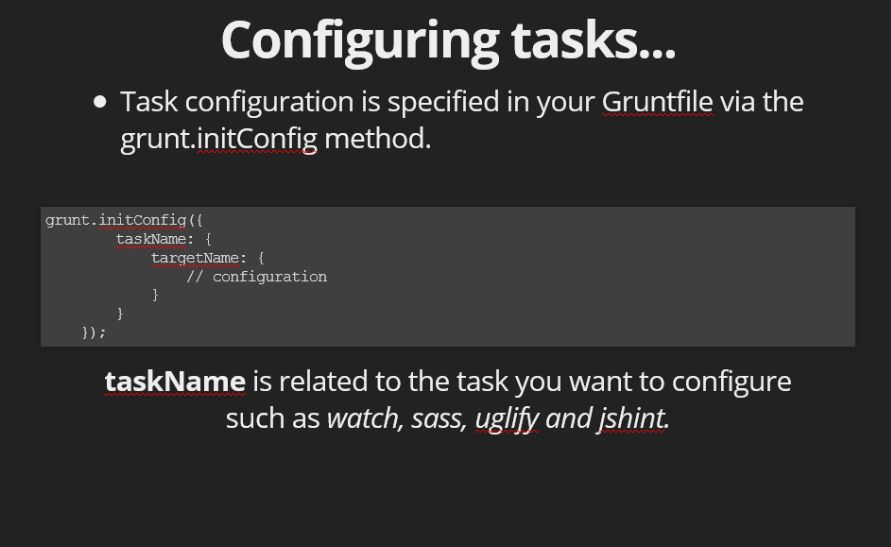 Configuring tasks...
• Task configuration is specified in your Gruntfile via the
grunt.initConfig method.
grunt.initConfig({
taskName: {
targetName: {
// configuration
}
}
});
taskName is related to the task you want to configure
such as watch, sass, uglify and jshint.